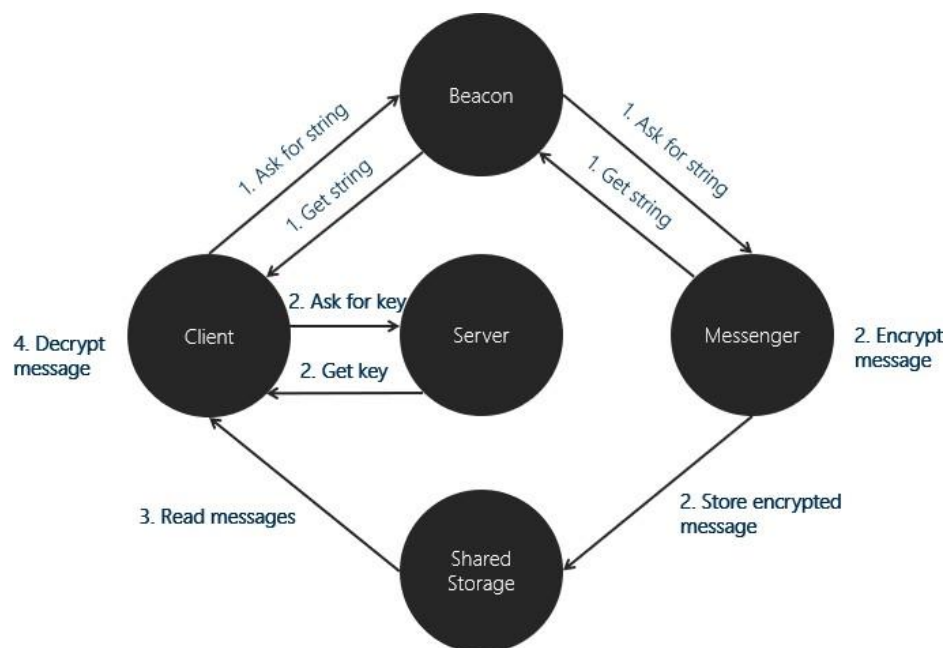 Beacon
1. Ask for string
1. Get string
1. Ask for string
1. Get string
2. Ask for key
Client
Server
Messenger
2. Get key
4. Decrypt
message
2. Encrypt
message
3. Read messages
2. Store encrypted
message
Shared
Storage